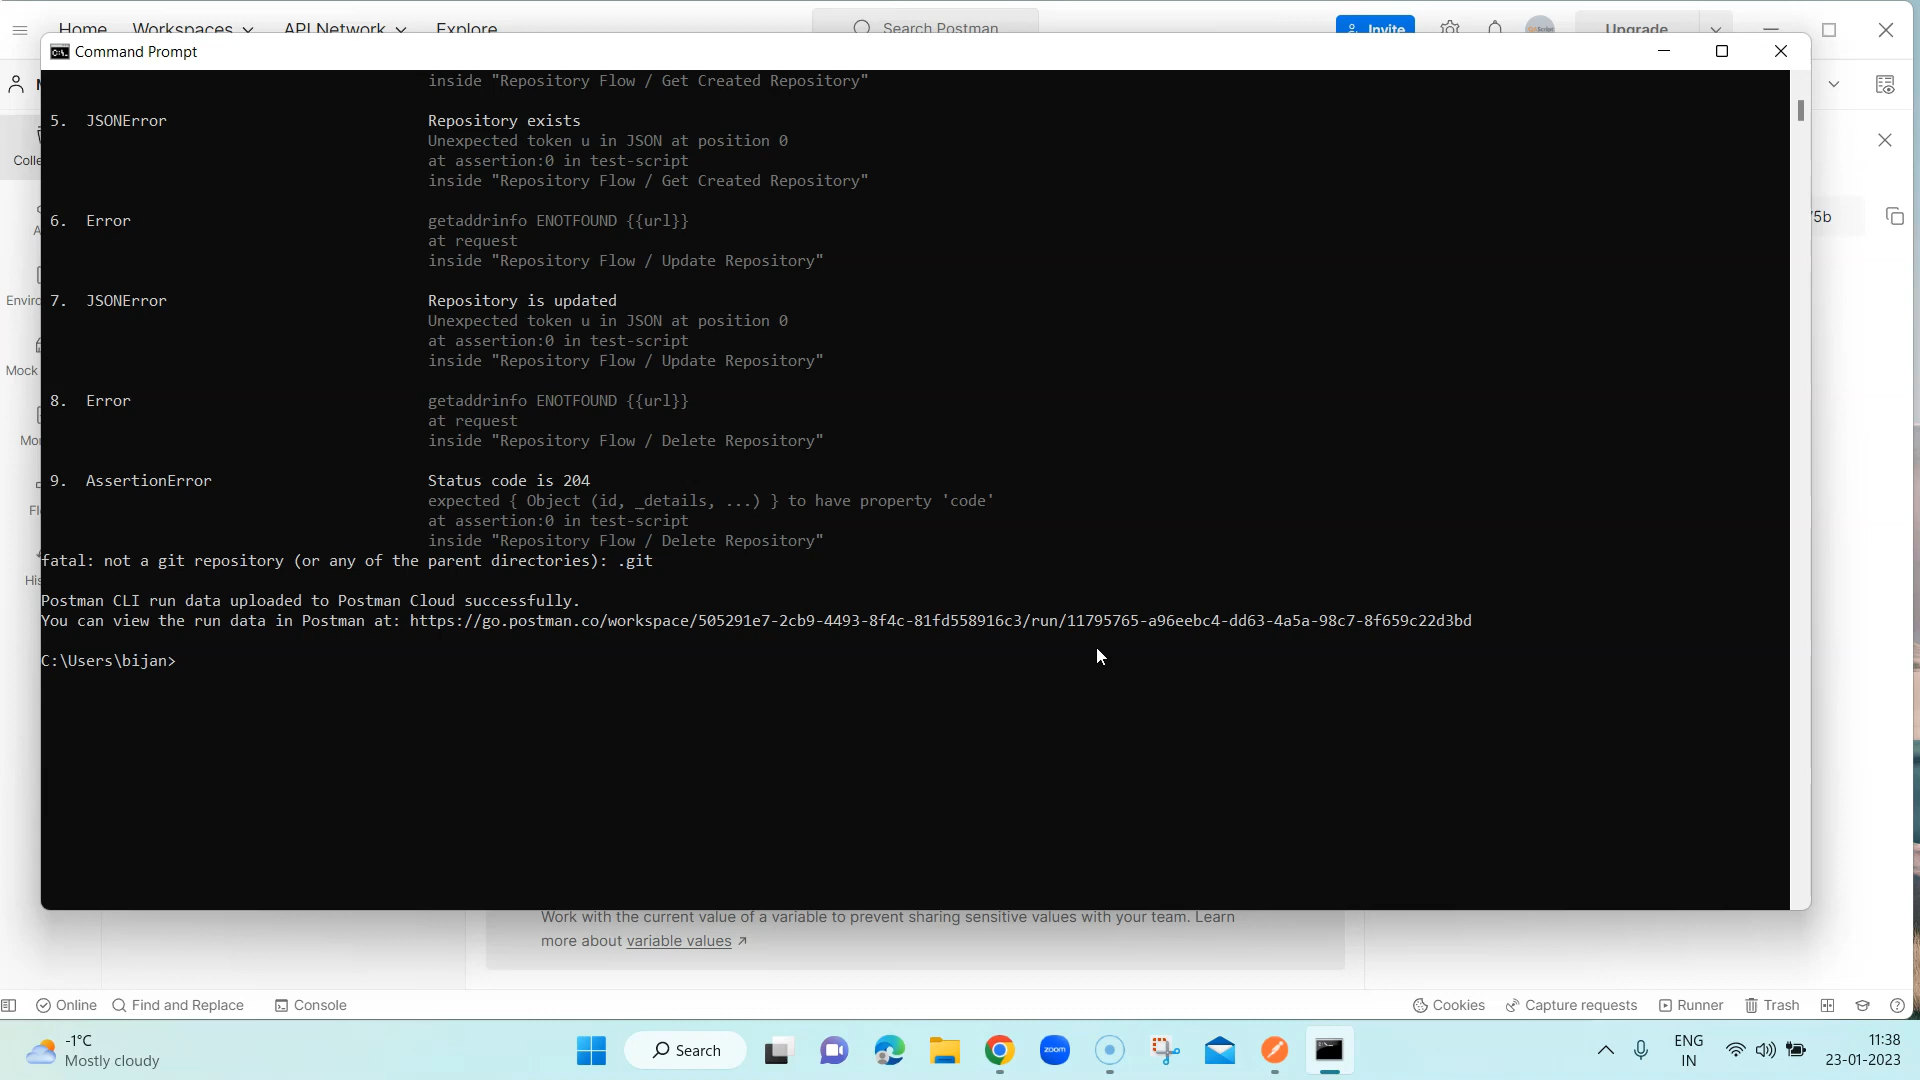 Home Workspaces API Network Explore Search Postman Invite Upgrade
Command Prompt
inside "Repository Flow / Get Created Repository"
5. JSONError Repository exists
Unexpected token u in JSON at position 0
at assertion:0 in test-script
inside "Repository Flow / Get Created Repository"
6. Error getaddrinfo ENOTFOUND {{url}}
at request
inside "Repository Flow / Update Repository"
7. JSONError Repository is updated
Unexpected token u in JSON at position 0
at assertion:0 in test-script
inside "Repository Flow / Update Repository"
8. Error getaddrinfo ENOTFOUND {{url}}
at request
inside "Repository Flow / Delete Repository"
9. AssertionError Status code is 204
expected { Object (id, _details, ...) } to have property 'code'
at assertion:0 in test-script
inside "Repository Flow / Delete Repository"
fatal: not a git repository (or any of the parent directories): .git
Postman CLI run data uploaded to Postman Cloud successfully.
You can view the run data in Postman at: https://go.postman.co/workspace/505291e7-2cb9-4493-8f4c-81fd558916c3/run/11795765-a96eebc4-dd63-4a5a-98c7-8f659c22d3bd
C:\Users\bijan>
Colle
Enviro
Mock
Mo
Fl
His
5b
Work with the current value of a variable to prevent sharing sensitive values with your team. Learn
more about variable values ↗
Online Find and Replace Console Cookies Capture requests Runner Trash
-1°C
Mostly cloudy
Search
zoom
ENG
IN
11:38
23-01-2023